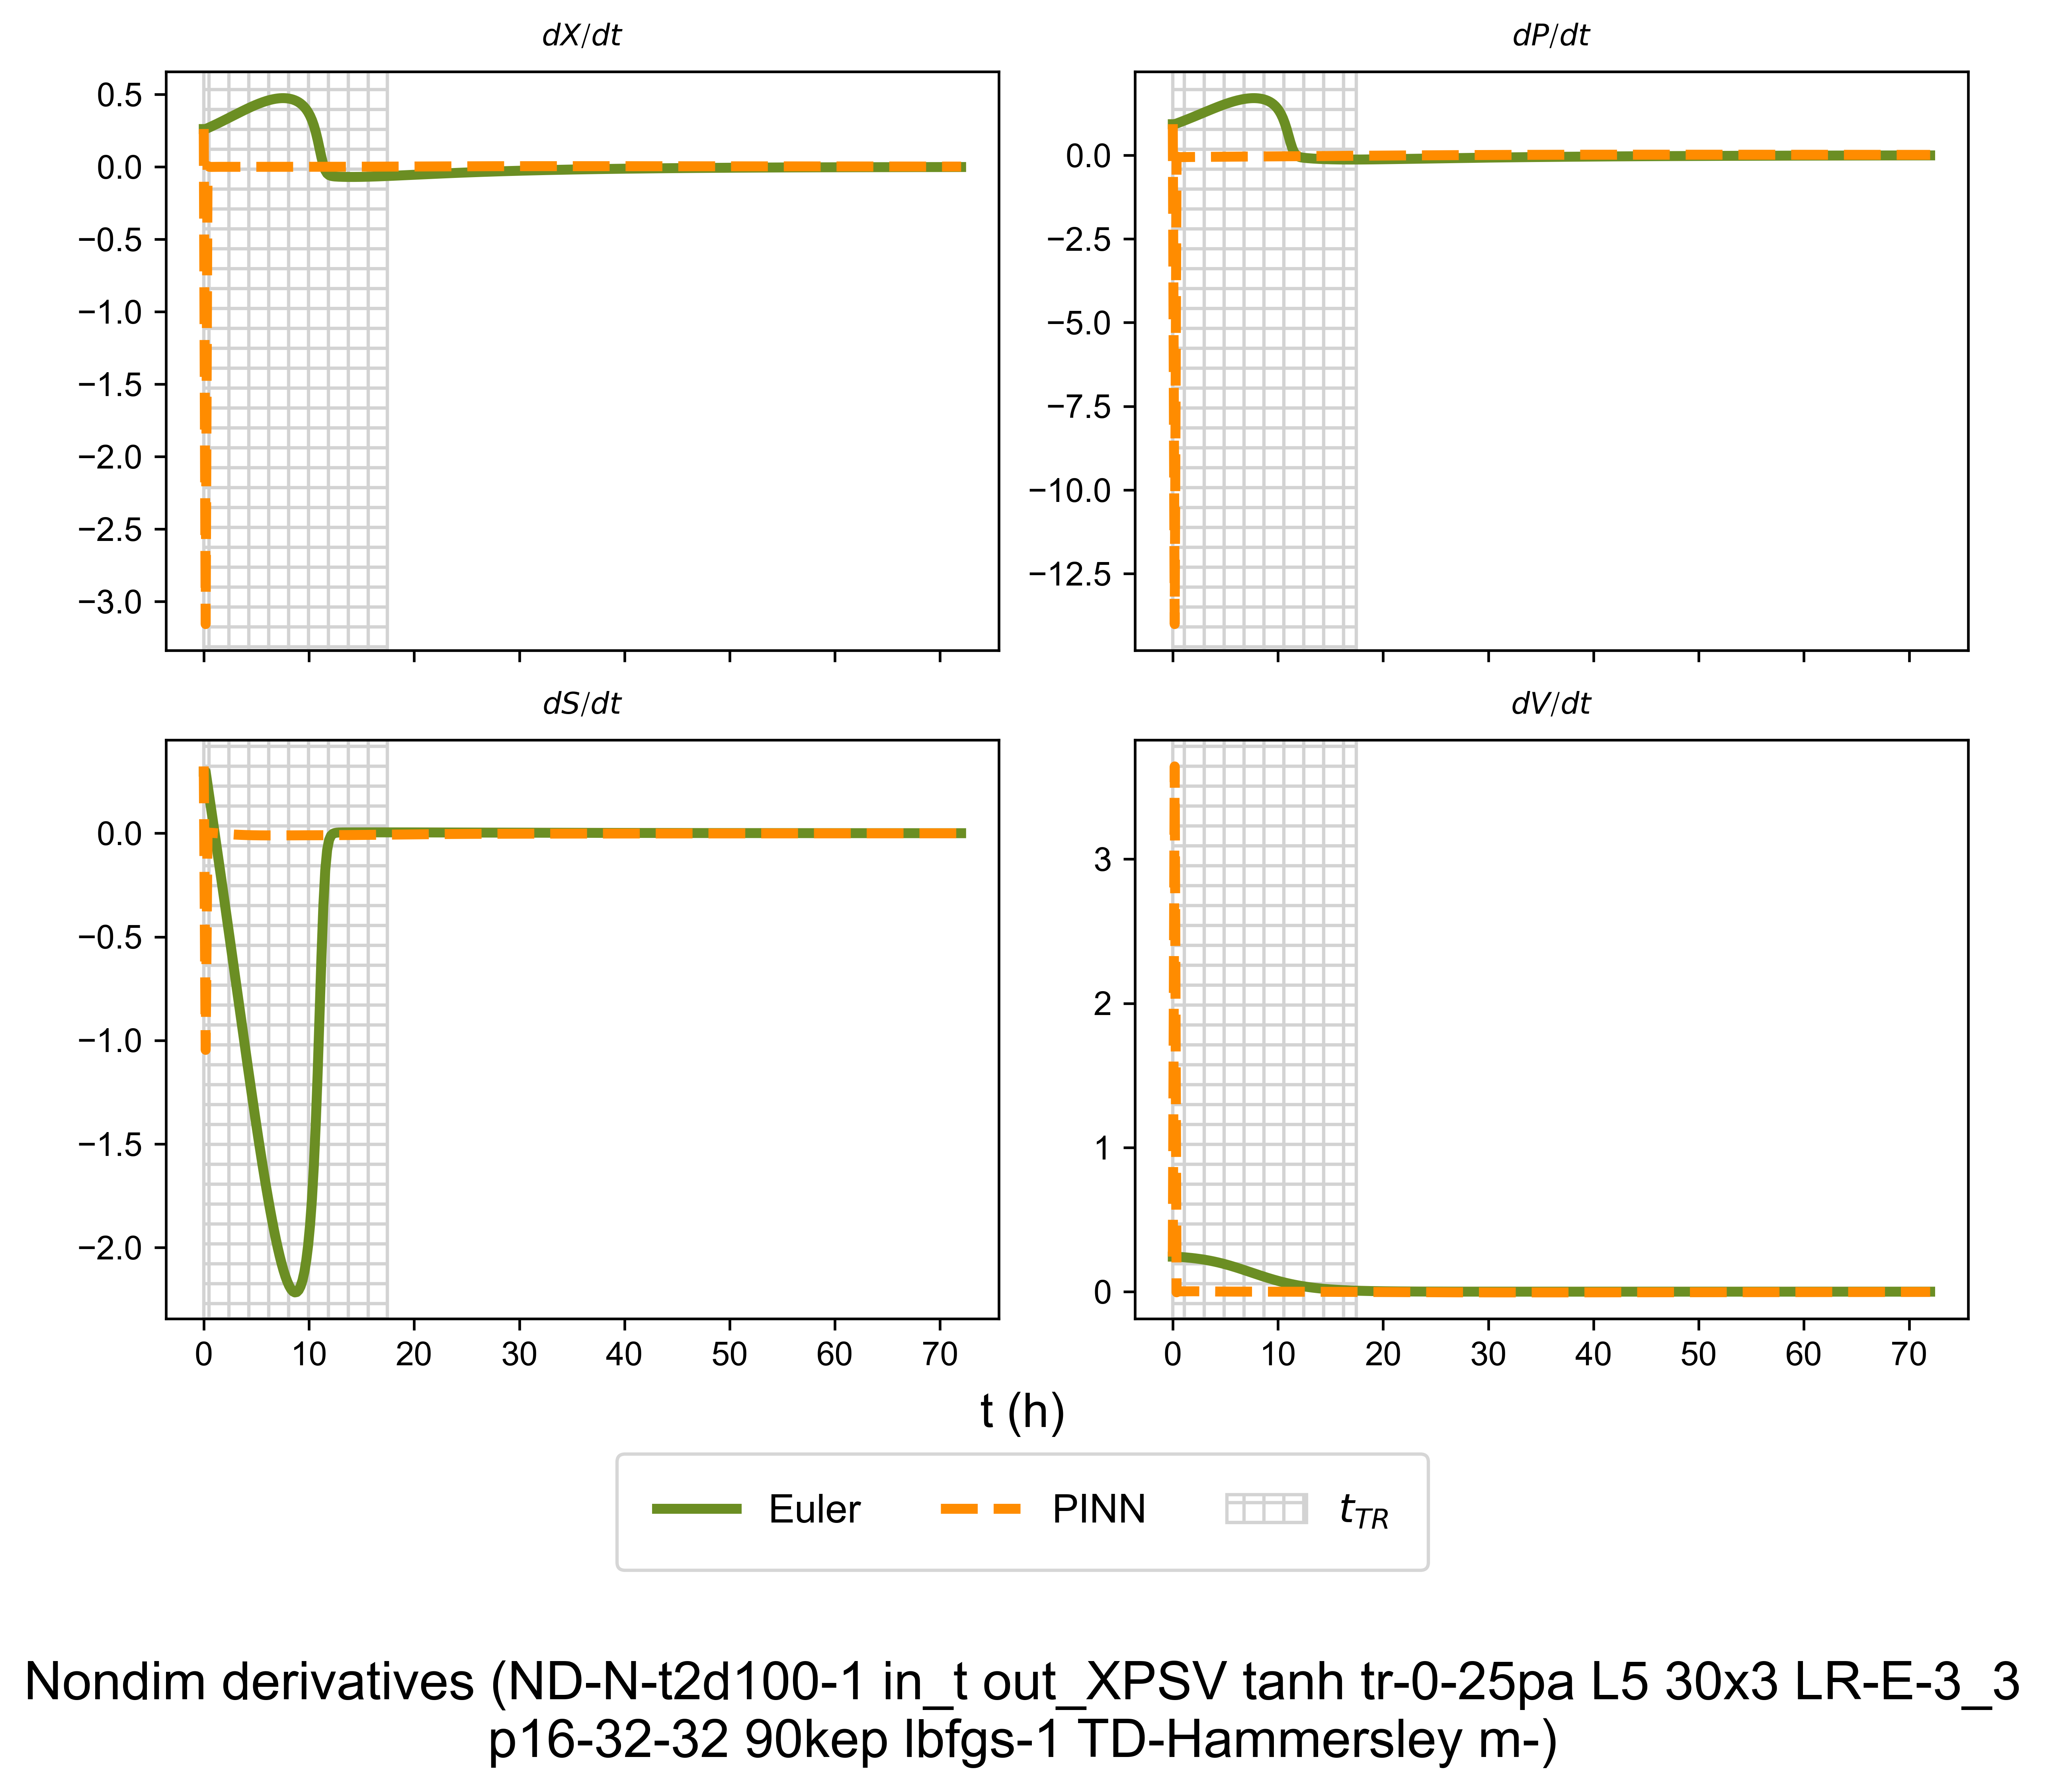 dX/dt
dP/dt
0.5
0.0
−0.5
−1.0
−1.5
−2.0
−2.5
−3.0
0.0
−2.5
−5.0
−7.5
−10.0
−12.5
dS/dt
dV/dt
0.0
−0.5
−1.0
−1.5
−2.0
3
2
1
0
0 10 20 30 40 50 60 70
0 10 20 30 40 50 60 70
t (h)
Euler PINN t_TR
Nondim derivatives (ND-N-t2d100-1 in_t out_XPSV tanh tr-0-25pa L5 30x3 LR-E-3_3
p16-32-32 90kep lbfgs-1 TD-Hammersley m-)